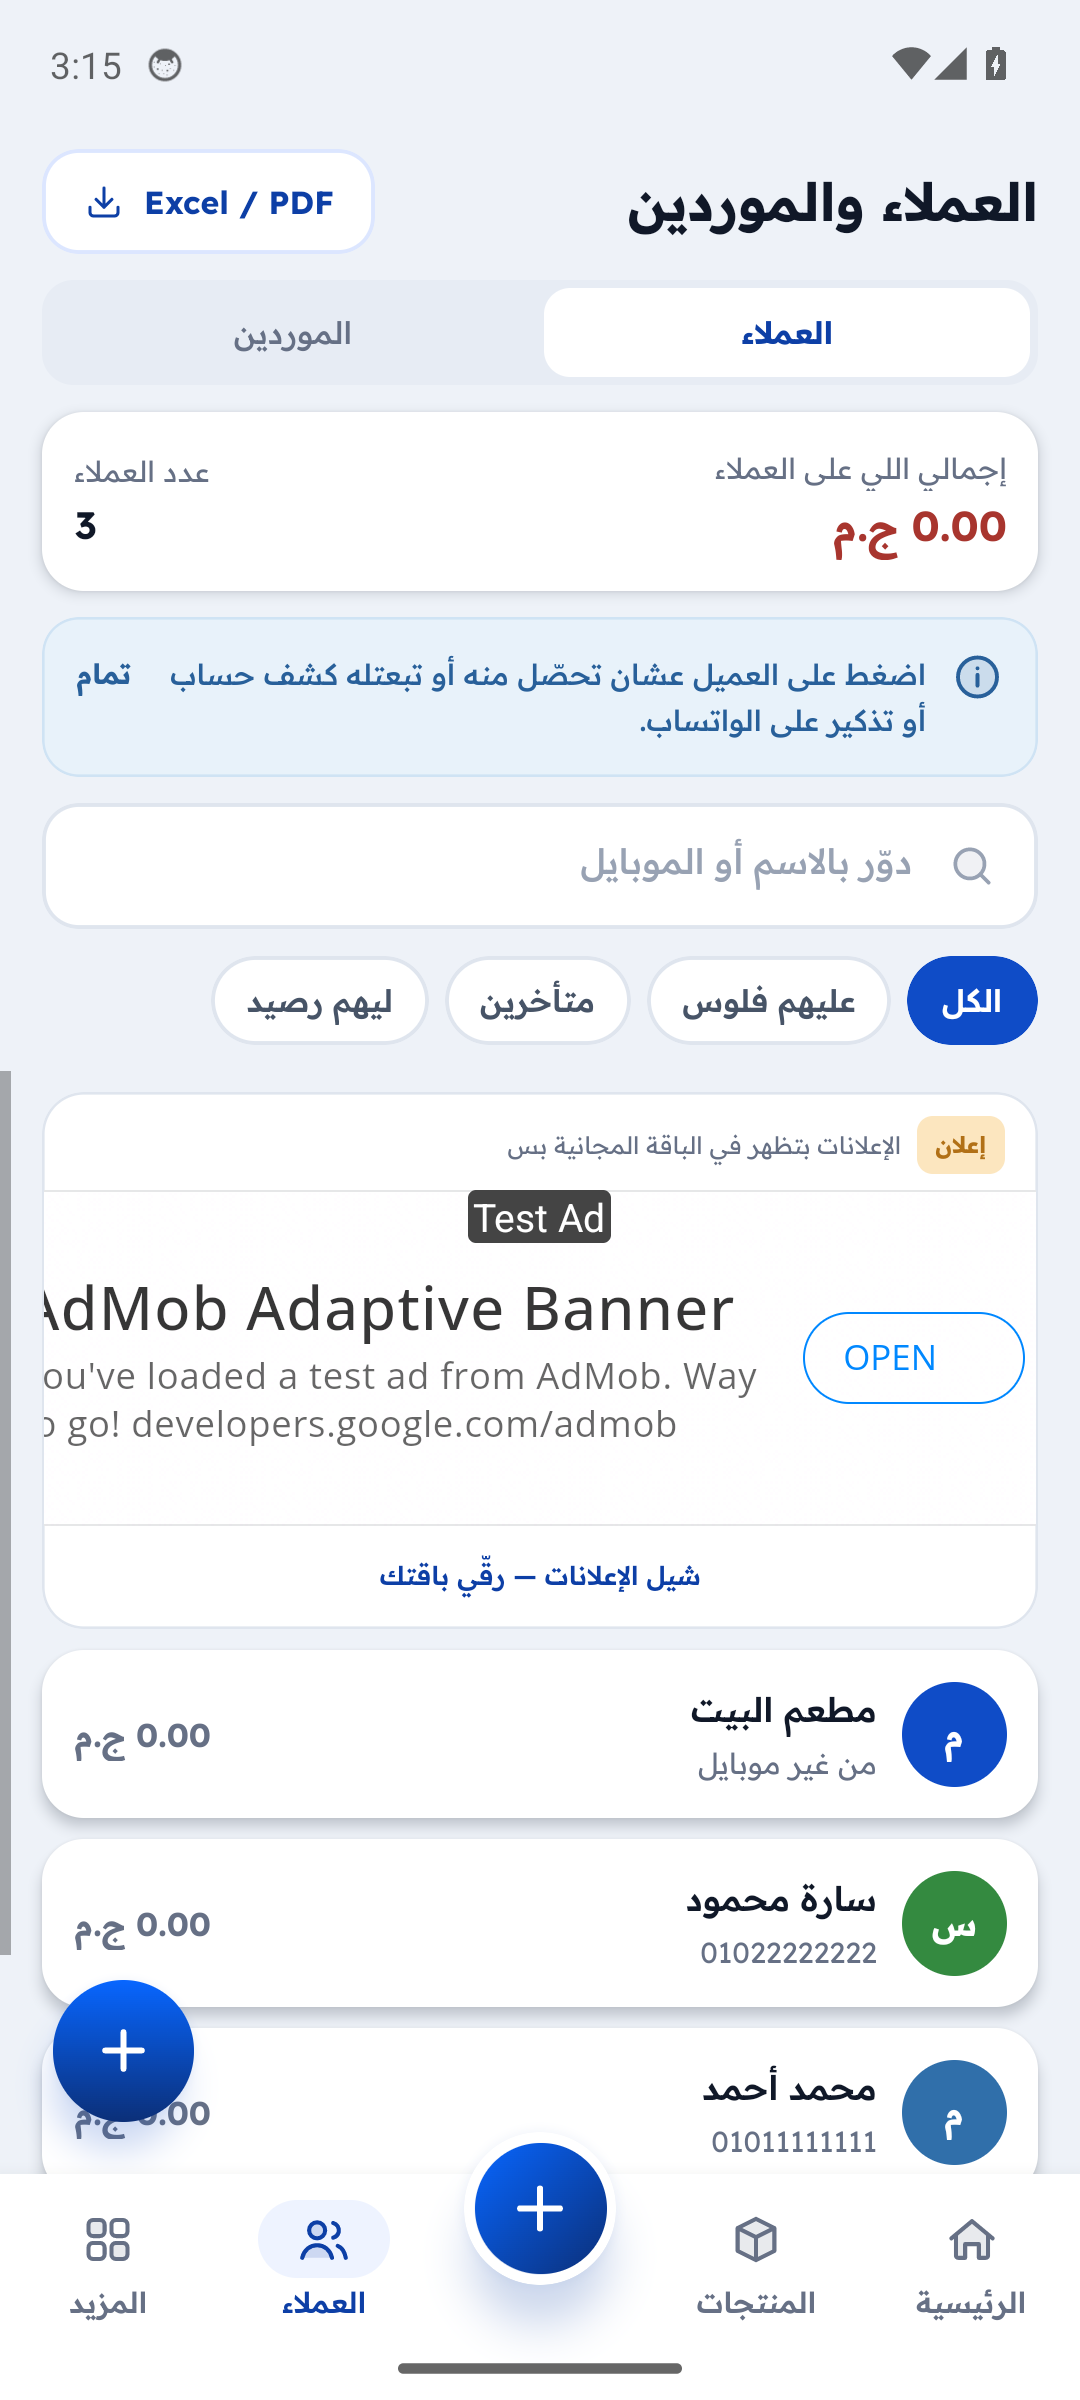 3:15
العملاء والموردين
Excel / PDF
العملاء
الموردين
إجمالي اللي على العملاء
0.00 ج.م
عدد العملاء
3
اضغط على العميل عشان تحصّل منه أو تبعتله كشف حساب
أو تذكير على الواتساب.
تمام
دوّر بالاسم أو الموبايل
الكل
عليهم فلوس
متأخرين
ليهم رصيد
إعلان
الإعلانات بتظهر في الباقة المجانية بس
Test Ad
AdMob Adaptive Banner
ou've loaded a test ad from AdMob. Way
o go! developers.google.com/admob
OPEN
شيل الإعلانات — رقّي باقتك
مطعم البيت
من غير موبايل
0.00 ج.م
م
سارة محمود
01022222222
0.00 ج.م
س
محمد أحمد
01011111111
0.00 ج.م
م
الرئيسية
المنتجات
العملاء
المزيد